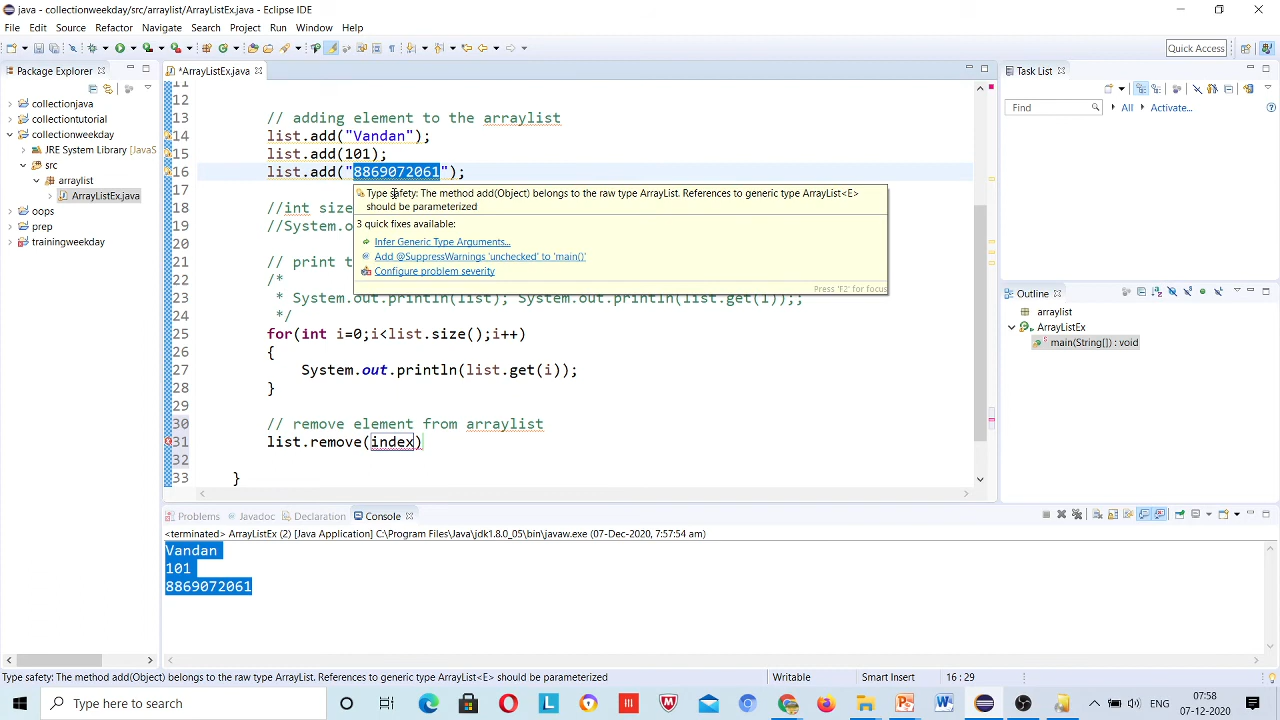 java - collectionweekday/src/arraylist/ArrayListEx.java - Eclipse IDE
File Edit Source Refactor Navigate Search Project Run Window Help
Quick Access
Package Explorer
collectionjava
collectiontutorial
collectionweekday
JRE System Library [JavaS
src
arraylist
ArrayListEx.java
oops
prep
trainingweekday
*ArrayListEx.java
11
12
13 // adding element to the arraylist
14 list.add("Vandan");
15 list.add(101);
16 list.add("8869072061");
17
18 //int size
19 //System.o
20
21 // print t
22 /*
23 * System.out.println(list); System.out.println(list.get(1));;
24 */
25 for(int i=0;i<list.size();i++)
26 {
27 System.out.println(list.get(i));
28 }
29
30 // remove element from arraylist
31 list.remove(index)
32
33 }
Type safety: The method add(Object) belongs to the raw type ArrayList. References to generic type ArrayList<E>
should be parameterized
3 quick fixes available:
Infer Generic Type Arguments...
Add @SuppressWarnings 'unchecked' to 'main()'
Configure problem severity
Press 'F2' for focus
Task List
Find All Activate...
Outline
arraylist
ArrayListEx
main(String[]) : void
Problems Javadoc Declaration Console
<terminated> ArrayListEx (2) [Java Application] C:\Program Files\Java\jdk1.8.0_05\bin\javaw.exe (07-Dec-2020, 7:57:54 am)
Vandan
101
8869072061
Type safety: The method add(Object) belongs to the raw type ArrayList. References to generic type ArrayList<E> should be parameterized
Writable Smart Insert 16 : 29
Type here to search
ENG
07:58
07-12-2020